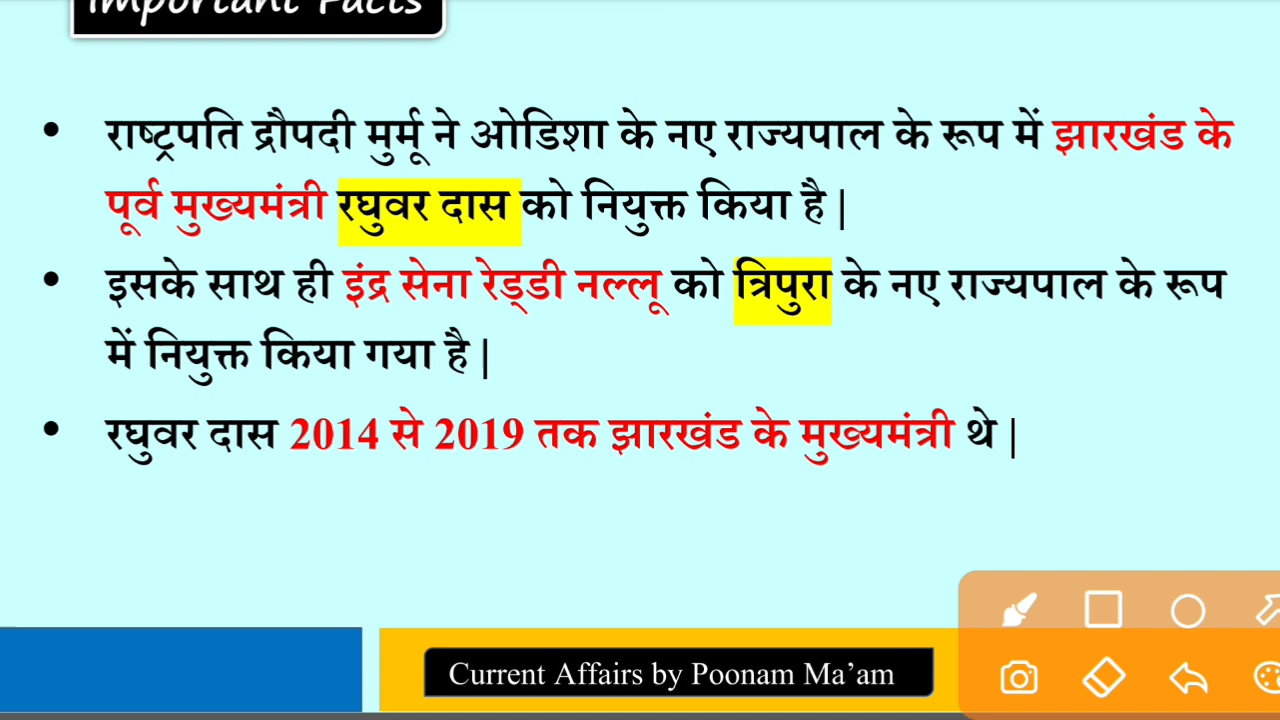 Important Facts
• राष्ट्रपति द्रौपदी मुर्मू ने ओडिशा के नए राज्यपाल के रूप में झारखंड के
पूर्व मुख्यमंत्री रघुवर दास को नियुक्त किया है |
• इसके साथ ही इंद्र सेना रेड्डी नल्लू को त्रिपुरा के नए राज्यपाल के रूप
में नियुक्त किया गया है |
• रघुवर दास 2014 से 2019 तक झारखंड के मुख्यमंत्री थे |
Current Affairs by Poonam Ma’am